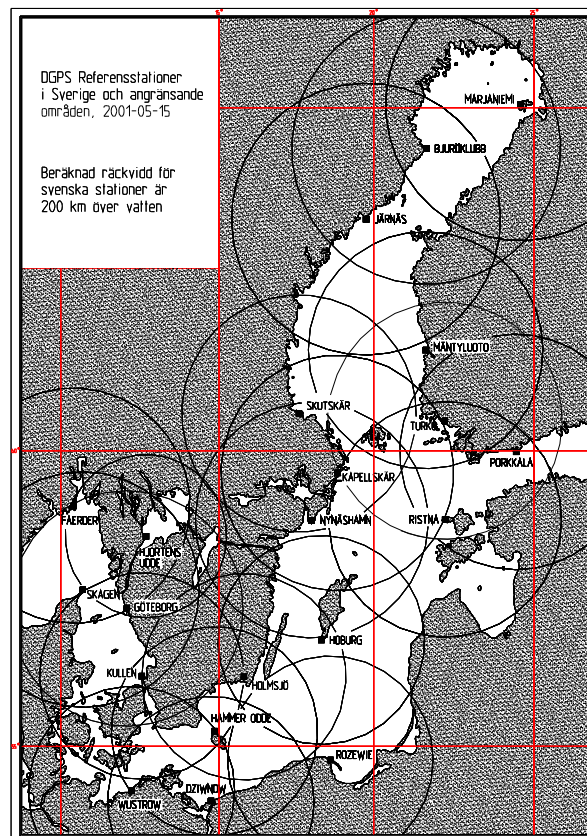 DGPS Referensstationer
i Sverige och angränsande
områden, 2001-05-15
Beräknad räckvidd för
svenska stationer är
200 km över vatten
MARJANIEMI
BJURÖKLUBB
JÄRNÄS
MÄNTYLUOTO
SKUTSKÄR
TURKU
PORKKALA
KAPELLSKÄR
FAERDER
NYNÄSHAMN
RISTNA
HJORTENS
UDDE
SKAGEN
GÖTEBORG
HOBURG
KULLEN
HOLMSJÖ
HAMMER ODDE
ROZEWIE
DZIWNOW
WUSTROW